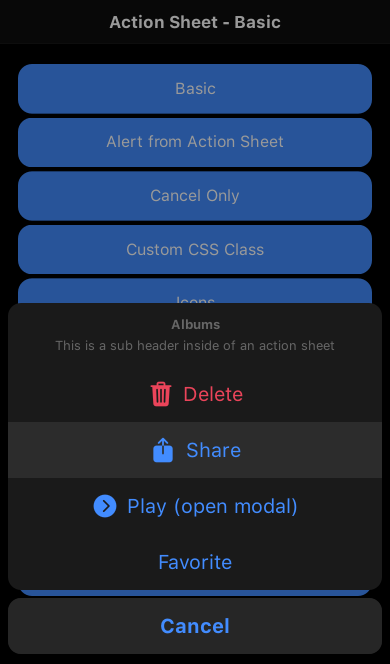 Action Sheet - Basic
Basic
Alert from Action Sheet
Cancel Only
Custom CSS Class
Icons
Albums
This is a sub header inside of an action sheet
Delete
Share
Play (open modal)
Favorite
Cancel